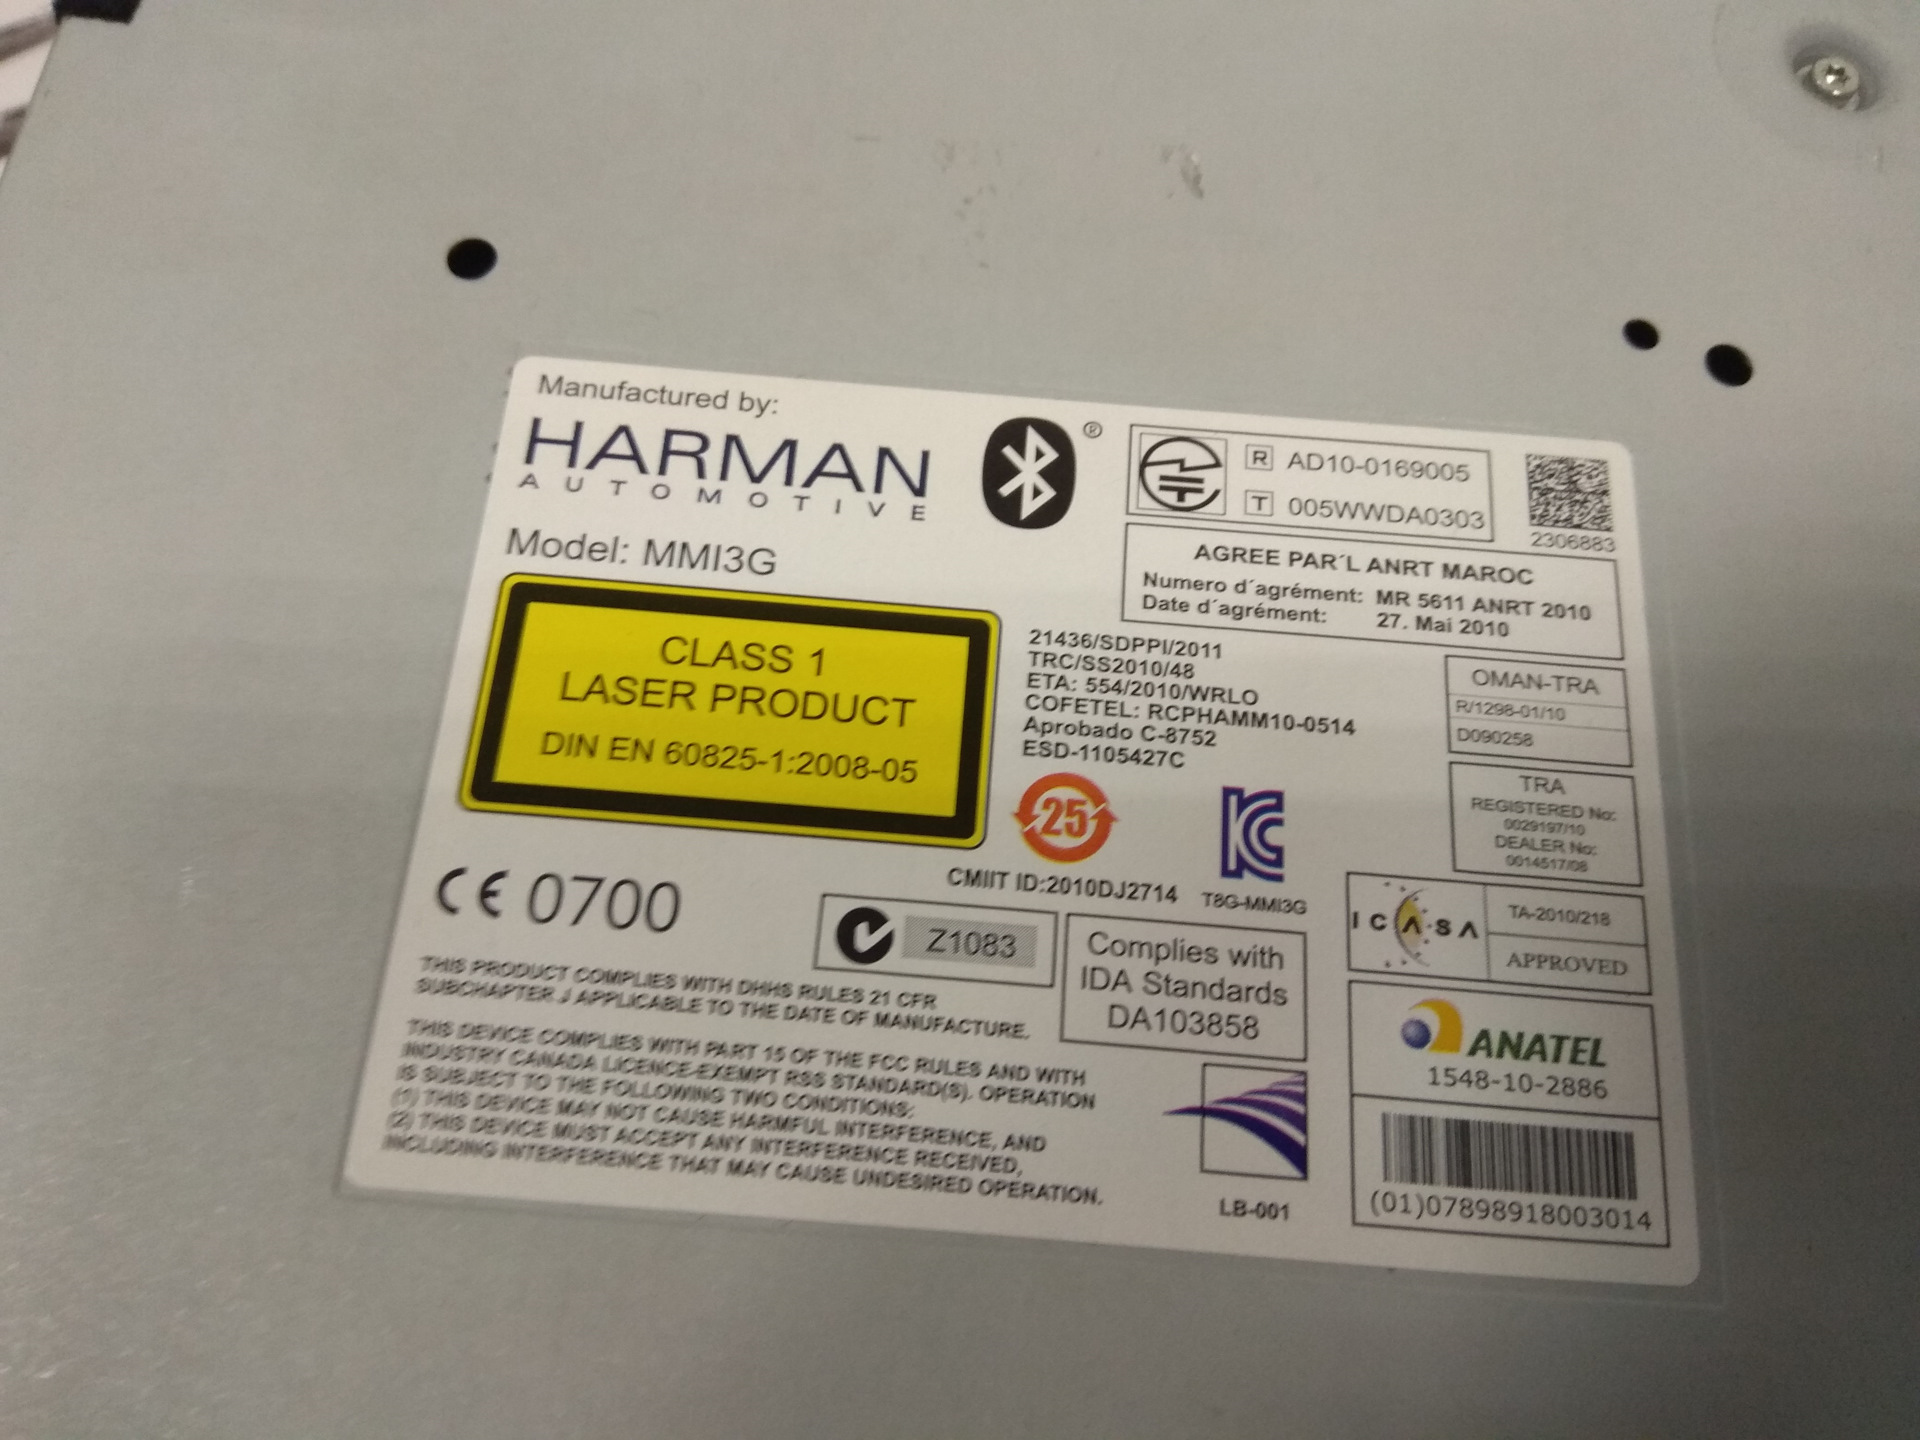 Manufactured by:
HARMAN
AUTOMOTIVE
®
Model: MMI3G
R AD10-0169005
T 005WWDA0303
2306883
AGREE PAR´L ANRT MAROC
Numero d´agrément: MR 5611 ANRT 2010
Date d´agrément: 27. Mai 2010
CLASS 1
LASER PRODUCT
DIN EN 60825-1:2008-05
21436/SDPPI/2011
TRC/SS2010/48
ETA: 554/2010/WRLO
COFETEL: RCPHAMM10-0514
Aprobado C-8752
ESD-1105427C
OMAN-TRA
R/1298-01/10
D090258
TRA
REGISTERED No:
0029197/10
DEALER No:
0014517/08
25
CMIIT ID:2010DJ2714
T8G-MMI3G
CE 0700
Z1083
Complies with
IDA Standards
DA103858
ICASA
TA-2010/218
APPROVED
THIS PRODUCT COMPLIES WITH DHHS RULES 21 CFR
SUBCHAPTER J APPLICABLE TO THE DATE OF MANUFACTURE.
THIS DEVICE COMPLIES WITH PART 15 OF THE FCC RULES AND WITH
INDUSTRY CANADA LICENCE-EXEMPT RSS STANDARD(S). OPERATION
IS SUBJECT TO THE FOLLOWING TWO CONDITIONS:
(1) THIS DEVICE MAY NOT CAUSE HARMFUL INTERFERENCE, AND
(2) THIS DEVICE MUST ACCEPT ANY INTERFERENCE RECEIVED,
INCLUDING INTERFERENCE THAT MAY CAUSE UNDESIRED OPERATION.
LB-001
ANATEL
1548-10-2886
(01)07898918003014